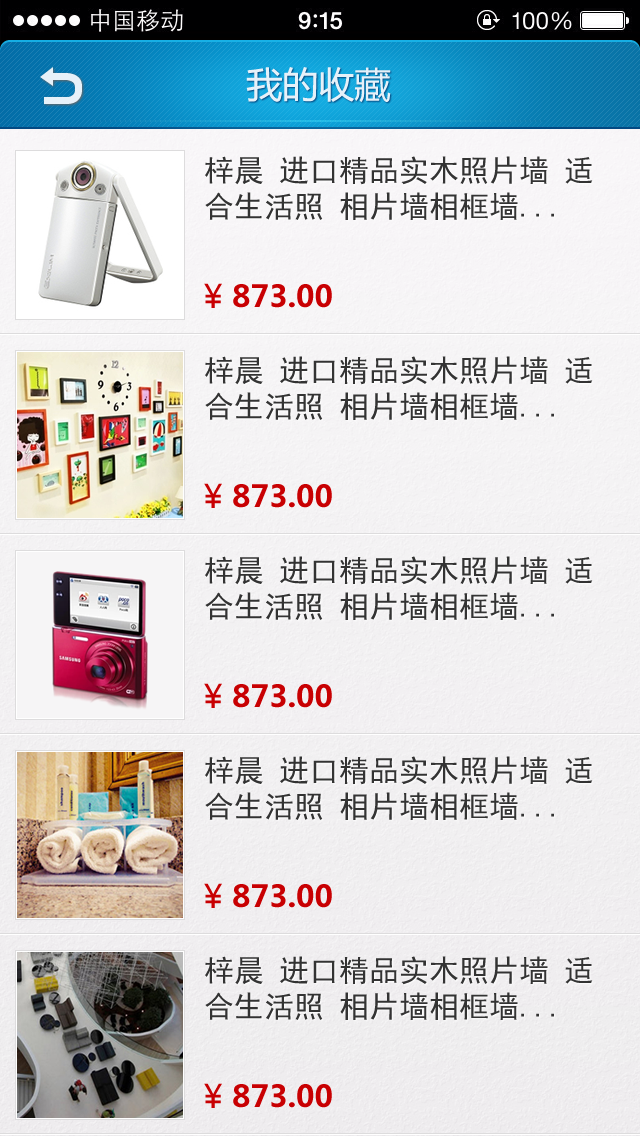 中国移动 9:15 100%
我的收藏
梓晨 进口精品实木照片墙 适
合生活照 相片墙相框墙...
¥ 873.00
12
3
6
9
梓晨 进口精品实木照片墙 适
合生活照 相片墙相框墙...
¥ 873.00
SAMSUNG
梓晨 进口精品实木照片墙 适
合生活照 相片墙相框墙...
¥ 873.00
梓晨 进口精品实木照片墙 适
合生活照 相片墙相框墙...
¥ 873.00
梓晨 进口精品实木照片墙 适
合生活照 相片墙相框墙...
¥ 873.00